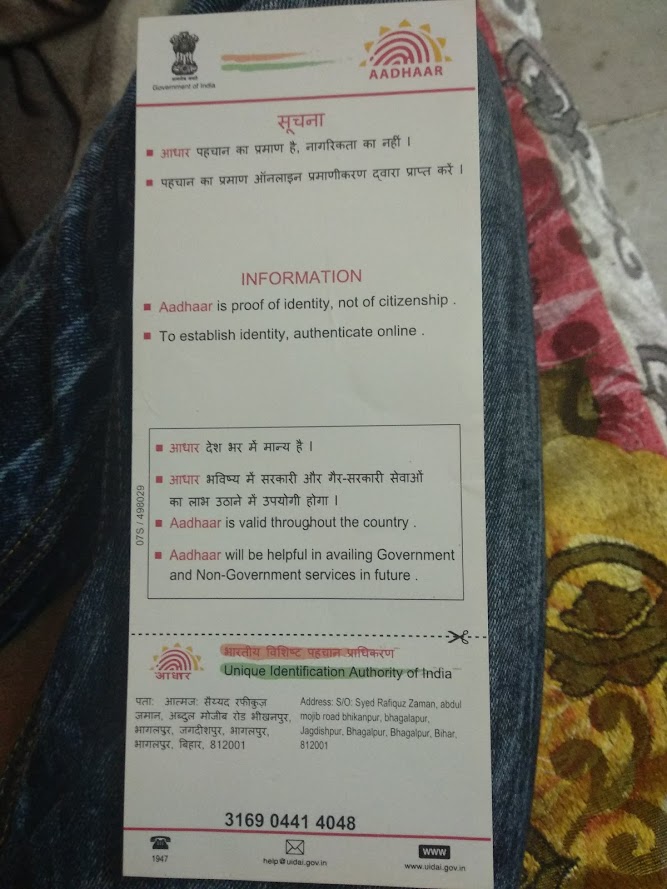 सत्यमेव जयते
Government of India
AADHAAR
सूचना
■ आधार पहचान का प्रमाण है, नागरिकता का नहीं ।
■ पहचान का प्रमाण ऑनलाइन प्रमाणीकरण द्वारा प्राप्त करें ।
INFORMATION
■ Aadhaar is proof of identity, not of citizenship .
■ To establish identity, authenticate online .
07S / 498029
■ आधार देश भर में मान्य है ।
■ आधार भविष्य में सरकारी और गैर-सरकारी सेवाओं
का लाभ उठाने में उपयोगी होगा ।
■ Aadhaar is valid throughout the country .
■ Aadhaar will be helpful in availing Government
and Non-Government services in future .
आधार
भारतीय विशिष्ट पहचान प्राधिकरण
Unique Identification Authority of India
पता: आत्मज: सैय्यद रफीकुज़
जमान, अब्दुल मोजीब रोड भीखनपुर,
भागलपुर, जगदीशपुर, भागलपुर,
भागलपुर, बिहार, 812001
Address: S/O: Syed Rafiquz Zaman, abdul
mojib road bhikanpur, bhagalapur,
Jagdishpur, Bhagalpur, Bhagalpur, Bihar,
812001
3169 0441 4048
1947
help@uidai.gov.in
www
www.uidai.gov.in